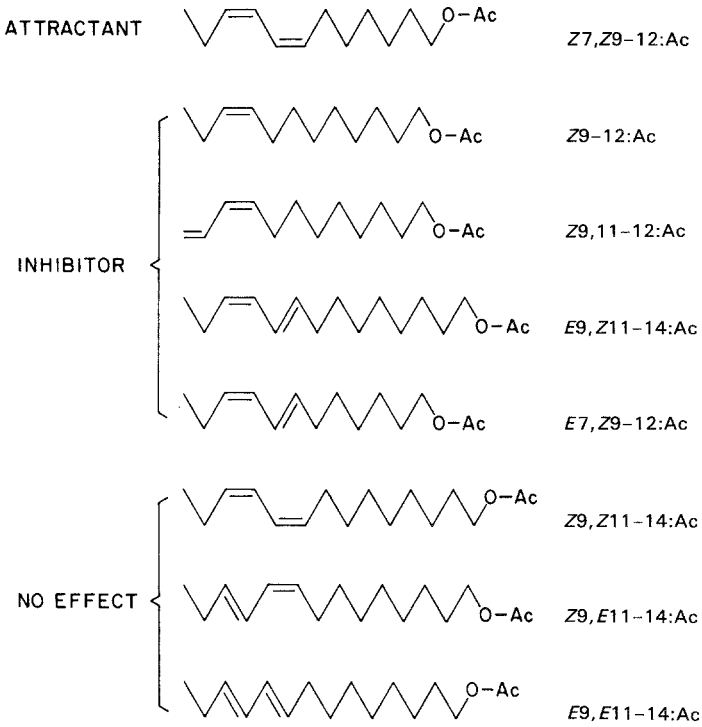 ATTRACTANT
O–Ac
Z7,Z9–12:Ac
O–Ac
Z9–12:Ac
INHIBITOR
O–Ac
Z9,11–12:Ac
O–Ac
E9,Z11–14:Ac
O–Ac
E7,Z9–12:Ac
NO EFFECT
O–Ac
Z9,Z11–14:Ac
O–Ac
Z9,E11–14:Ac
O–Ac
E9,E11–14:Ac